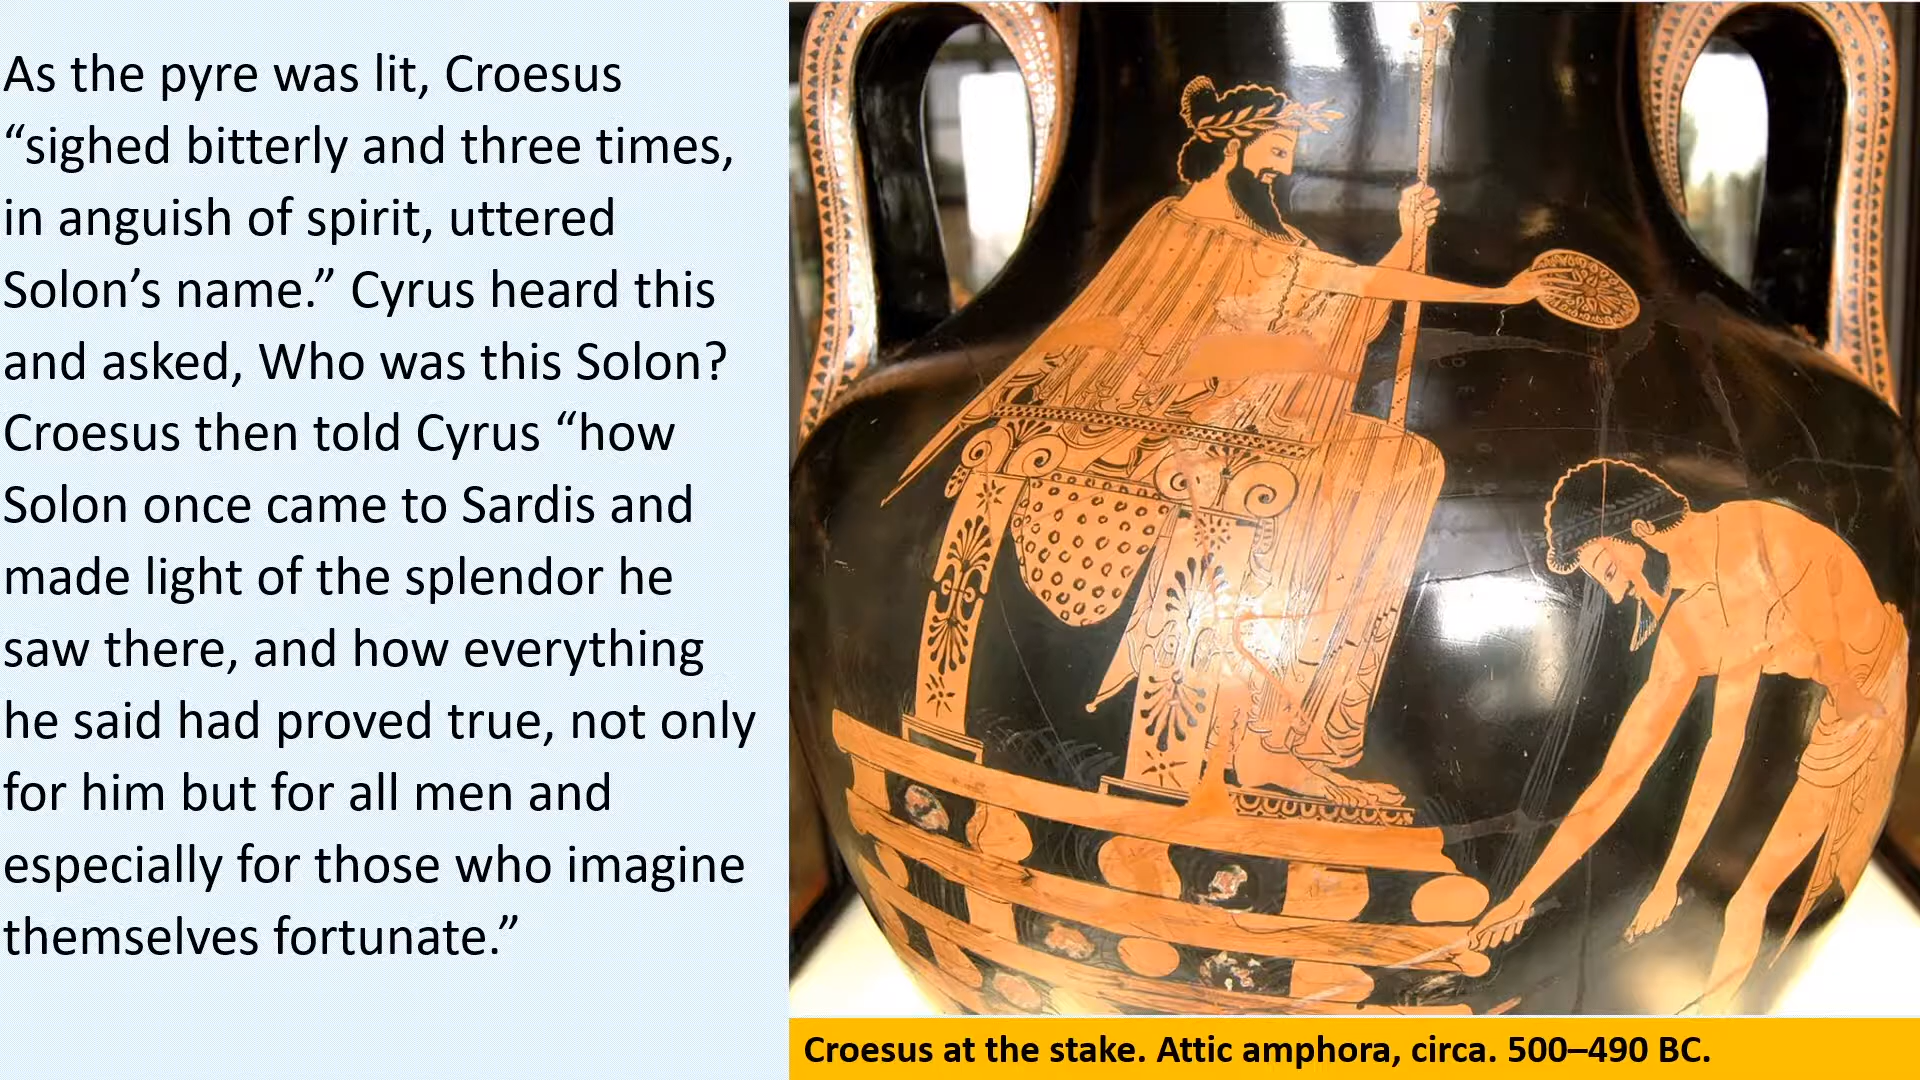 As the pyre was lit, Croesus
“sighed bitterly and three times,
in anguish of spirit, uttered
Solon’s name.” Cyrus heard this
and asked, Who was this Solon?
Croesus then told Cyrus “how
Solon once came to Sardis and
made light of the splendor he
saw there, and how everything
he said had proved true, not only
for him but for all men and
especially for those who imagine
themselves fortunate.”
Croesus at the stake. Attic amphora, circa. 500–490 BC.